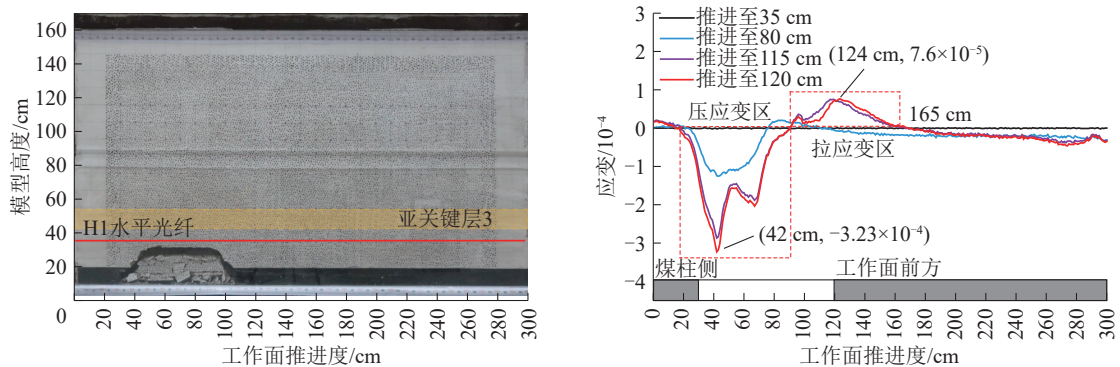 160
140
120
100
80
60
40
20
0
模型高度/cm
H1水平光纤
亚关键层3
20 40 60 80 100 120 140 160 180 200 220 240 260 280 300
工作面推进度/cm
3
2
1
0
−1
−2
−3
−4
应变/10⁻⁴
推进至35 cm
推进至80 cm
推进至115 cm
推进至120 cm
(124 cm, 7.6×10⁻⁵)
压应变区
165 cm
拉应变区
(42 cm, −3.23×10⁻⁴)
煤柱侧
工作面前方
0 20 40 60 80 100 120 140 160 180 200 220 240 260 280 300
工作面推进度/cm